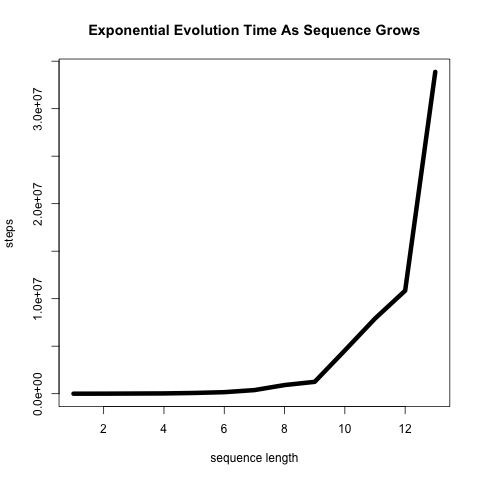 Exponential Evolution Time As Sequence Grows
steps
3.0e+07
2.0e+07
1.0e+07
0.0e+00
2 4 6 8 10 12
sequence length